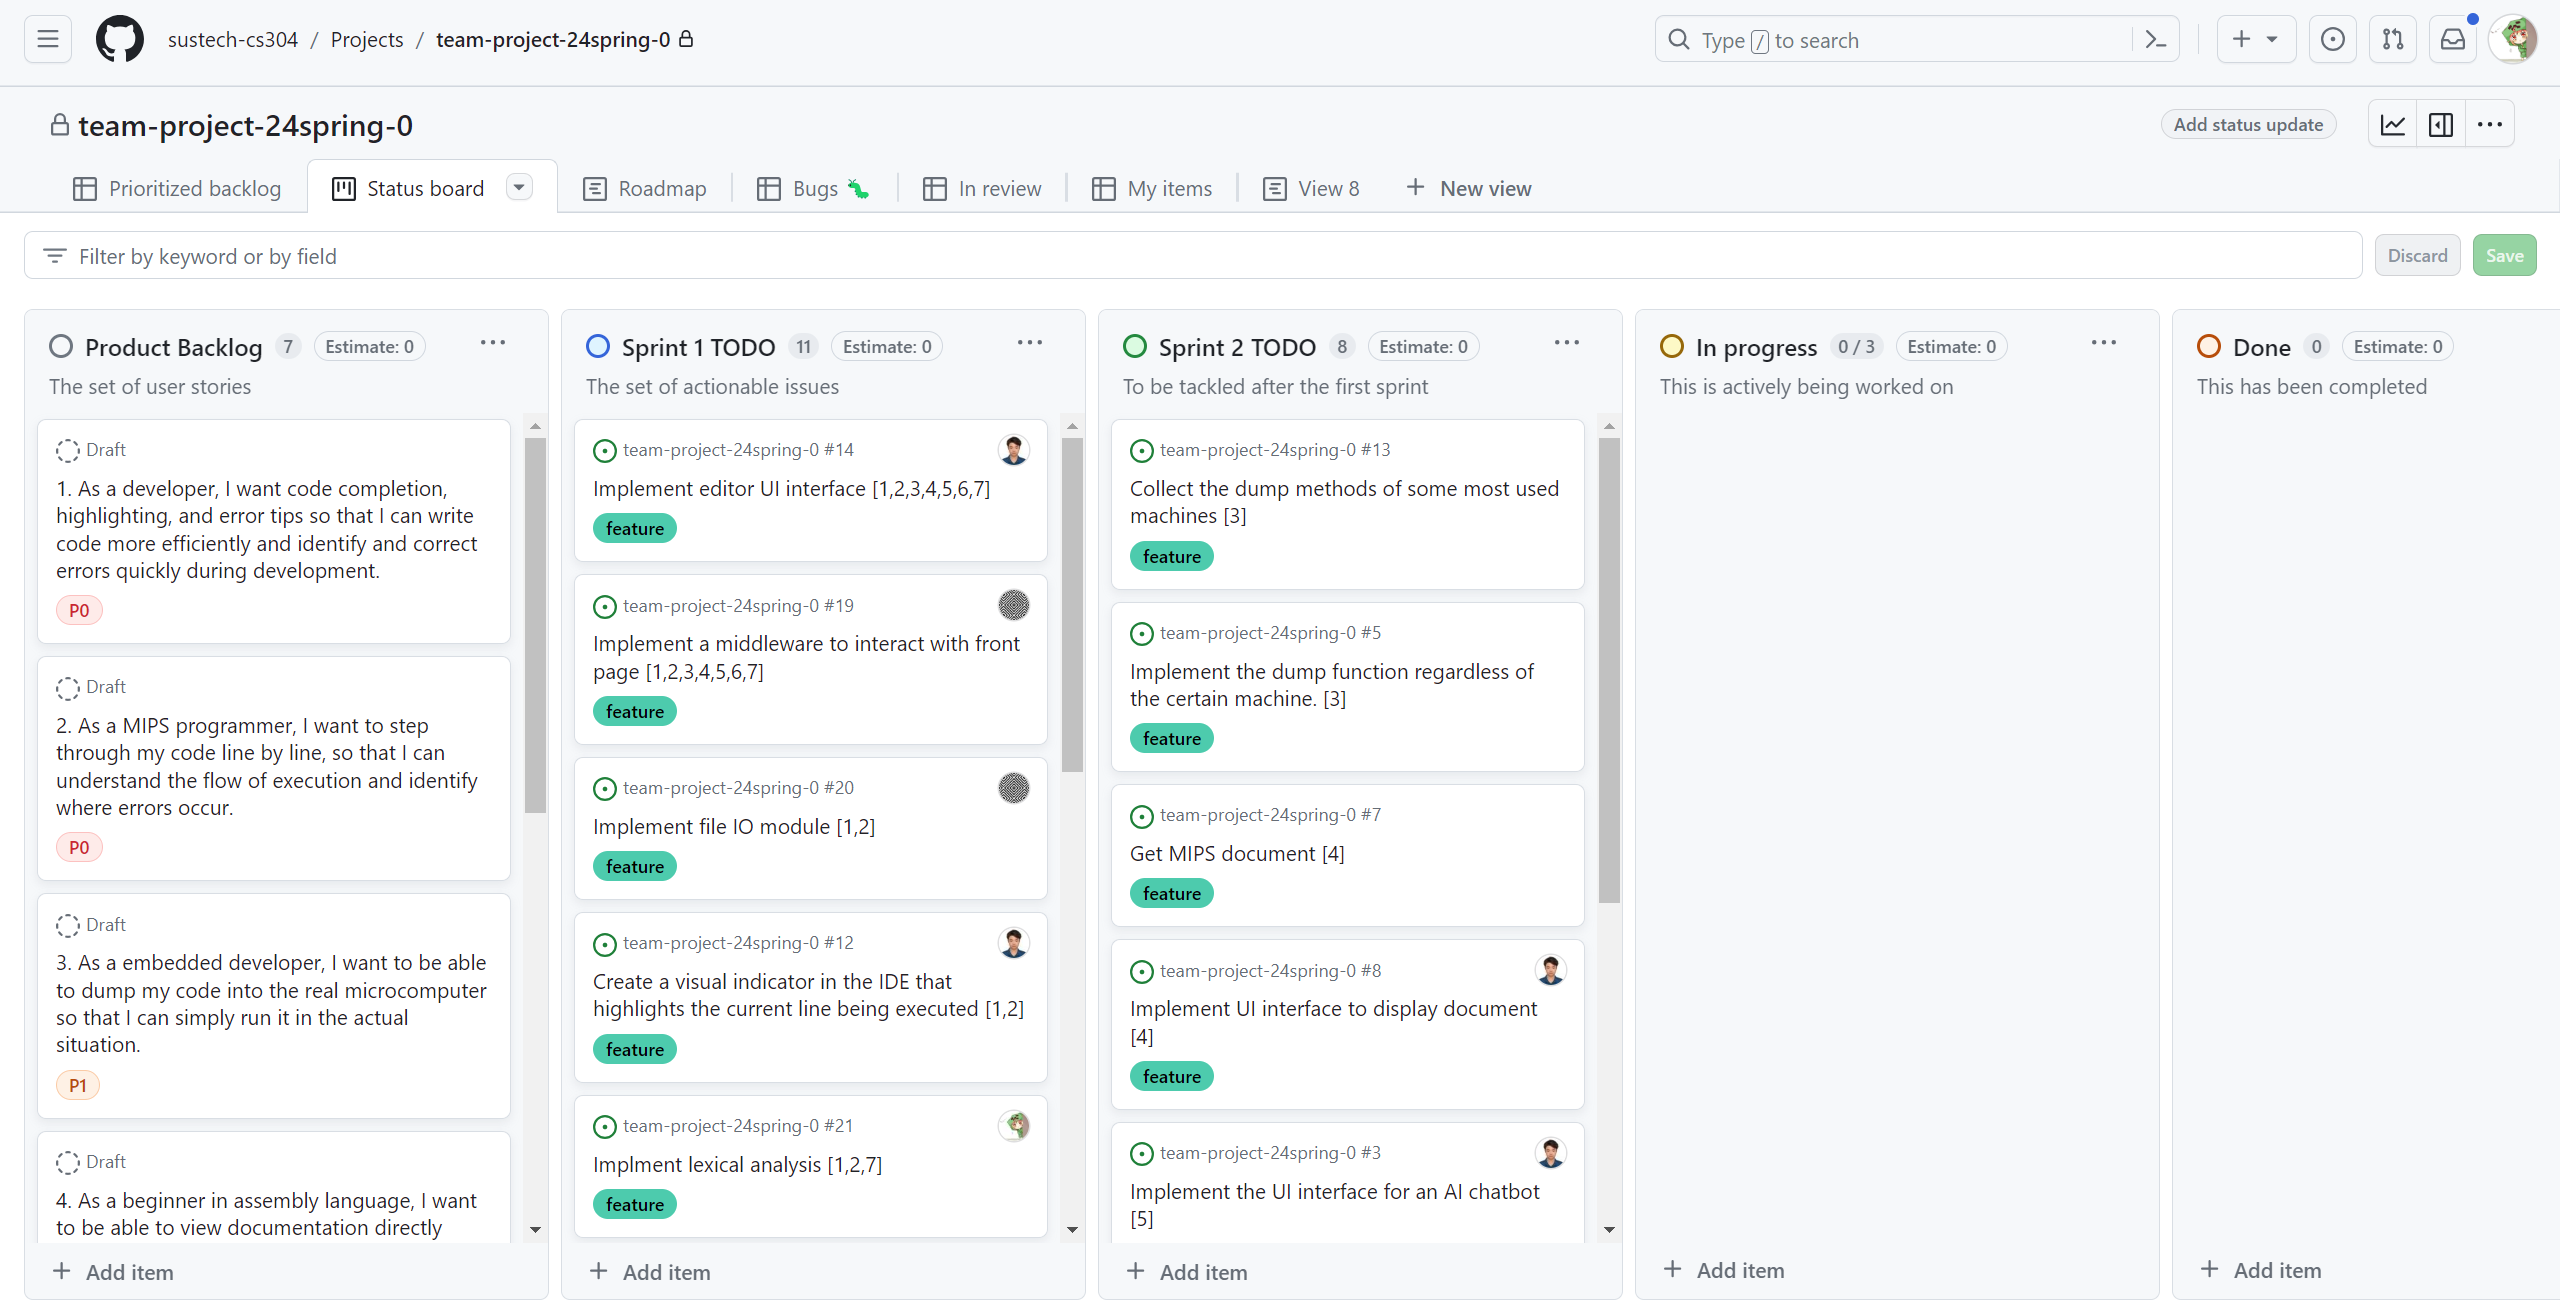 sustech-cs304 / Projects / team-project-24spring-0
Type / to search
team-project-24spring-0
Add status update
Prioritized backlog
Status board
Roadmap
Bugs
In review
My items
View 8
New view
Filter by keyword or by field
Discard
Save
Product Backlog 7 Estimate: 0
The set of user stories
Draft
1. As a developer, I want code completion,
highlighting, and error tips so that I can write
code more efficiently and identify and correct
errors quickly during development.
P0
Draft
2. As a MIPS programmer, I want to step
through my code line by line, so that I can
understand the flow of execution and identify
where errors occur.
P0
Draft
3. As a embedded developer, I want to be able
to dump my code into the real microcomputer
so that I can simply run it in the actual
situation.
P1
Draft
4. As a beginner in assembly language, I want
to be able to view documentation directly
Add item
Sprint 1 TODO 11 Estimate: 0
The set of actionable issues
team-project-24spring-0 #14
Implement editor UI interface [1,2,3,4,5,6,7]
feature
team-project-24spring-0 #19
Implement a middleware to interact with front
page [1,2,3,4,5,6,7]
feature
team-project-24spring-0 #20
Implement file IO module [1,2]
feature
team-project-24spring-0 #12
Create a visual indicator in the IDE that
highlights the current line being executed [1,2]
feature
team-project-24spring-0 #21
Implment lexical analysis [1,2,7]
feature
Add item
Sprint 2 TODO 8 Estimate: 0
To be tackled after the first sprint
team-project-24spring-0 #13
Collect the dump methods of some most used
machines [3]
feature
team-project-24spring-0 #5
Implement the dump function regardless of
the certain machine. [3]
feature
team-project-24spring-0 #7
Get MIPS document [4]
feature
team-project-24spring-0 #8
Implement UI interface to display document
[4]
feature
team-project-24spring-0 #3
Implement the UI interface for an AI chatbot
[5]
Add item
In progress 0 / 3 Estimate: 0
This is actively being worked on
Add item
Done 0 Estimate: 0
This has been completed
Add item